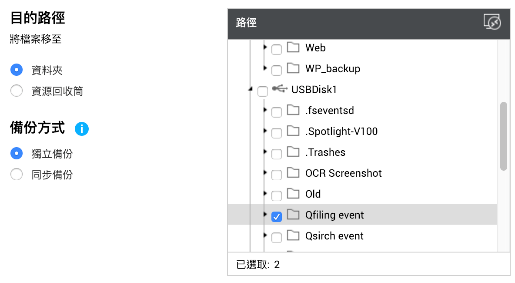 目的路徑
將檔案移至
資料夾
資源回收筒
備份方式
獨立備份
同步備份
路徑
Web
WP_backup
USBDisk1
.fseventsd
.Spotlight-V100
.Trashes
OCR Screenshot
Old
Qfiling event
Qsirch event
已選取: 2